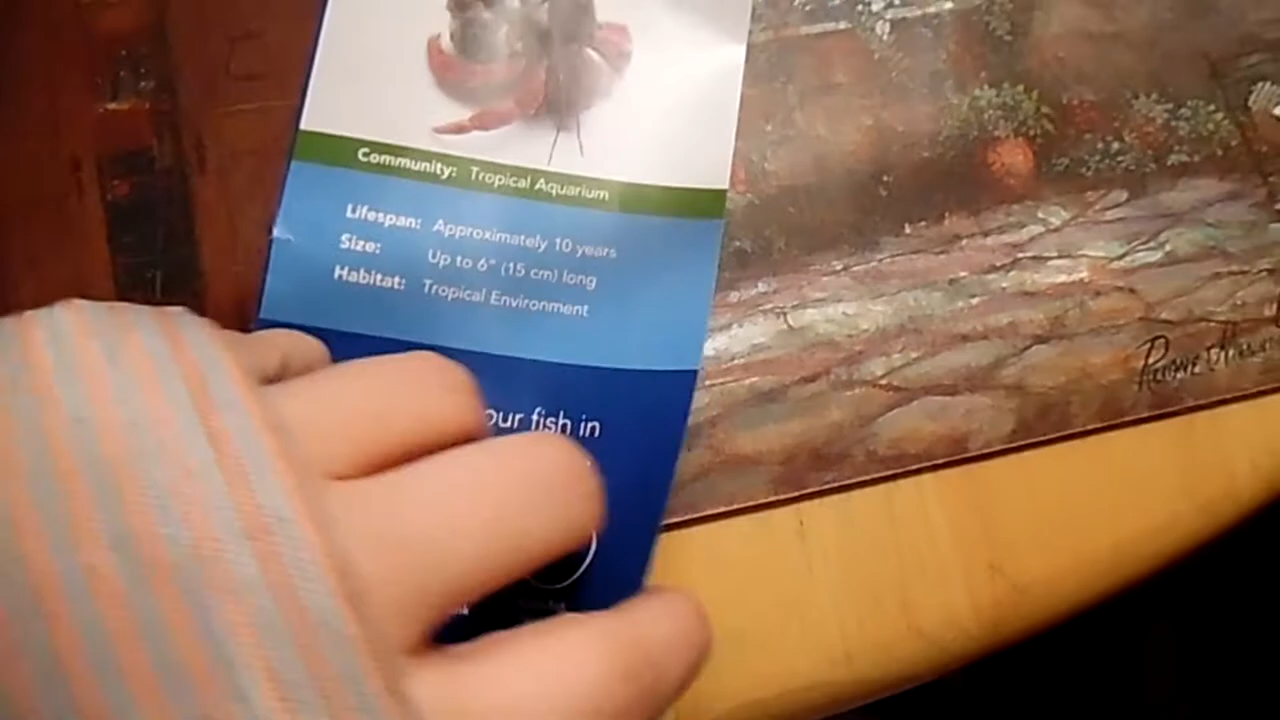 Community: Tropical Aquarium
Lifespan: Approximately 10 years
Size: Up to 6" (15 cm) long
Habitat: Tropical Environment
our fish in